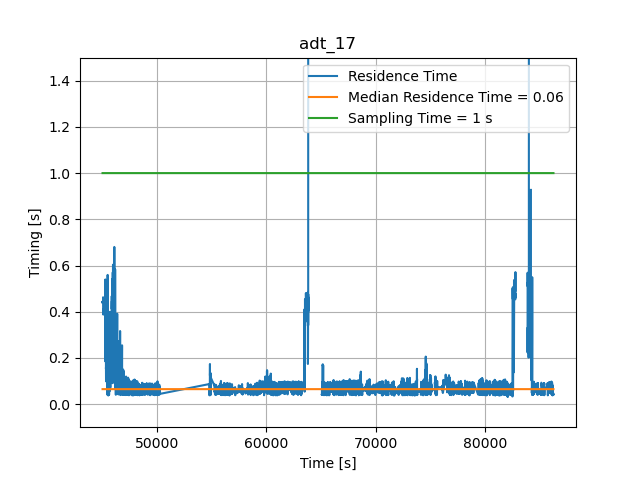 adt_17
Residence Time
Median Residence Time = 0.06
Sampling Time = 1 s
1.4
1.2
1.0
0.8
0.6
0.4
0.2
0.0
Timing [s]
50000 60000 70000 80000
Time [s]